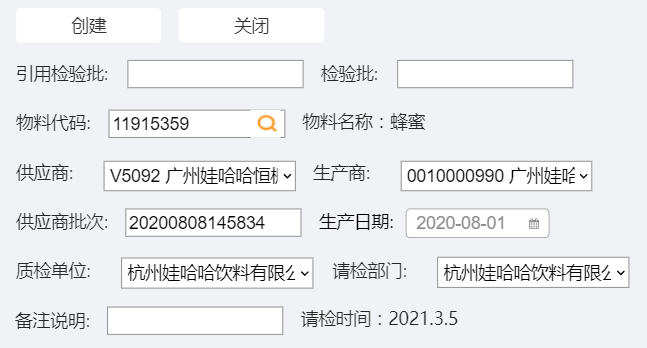 创建 关闭
引用检验批: 检验批:
物料代码: 11915359 物料名称：蜂蜜
供应商: V5092 广州娃哈哈恒 生产商: 0010000990 广州娃哈
供应商批次: 20200808145834 生产日期: 2020-08-01
质检单位: 杭州娃哈哈饮料有限公 请检部门: 杭州娃哈哈饮料有限公
备注说明: 请检时间：2021.3.5